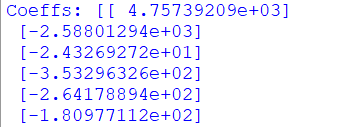 Coeffs: [[ 4.75739209e+03]
[-2.58801294e+03]
[-2.43269272e+01]
[-3.53296326e+02]
[-2.64178894e+02]
[-1.80977112e+02]